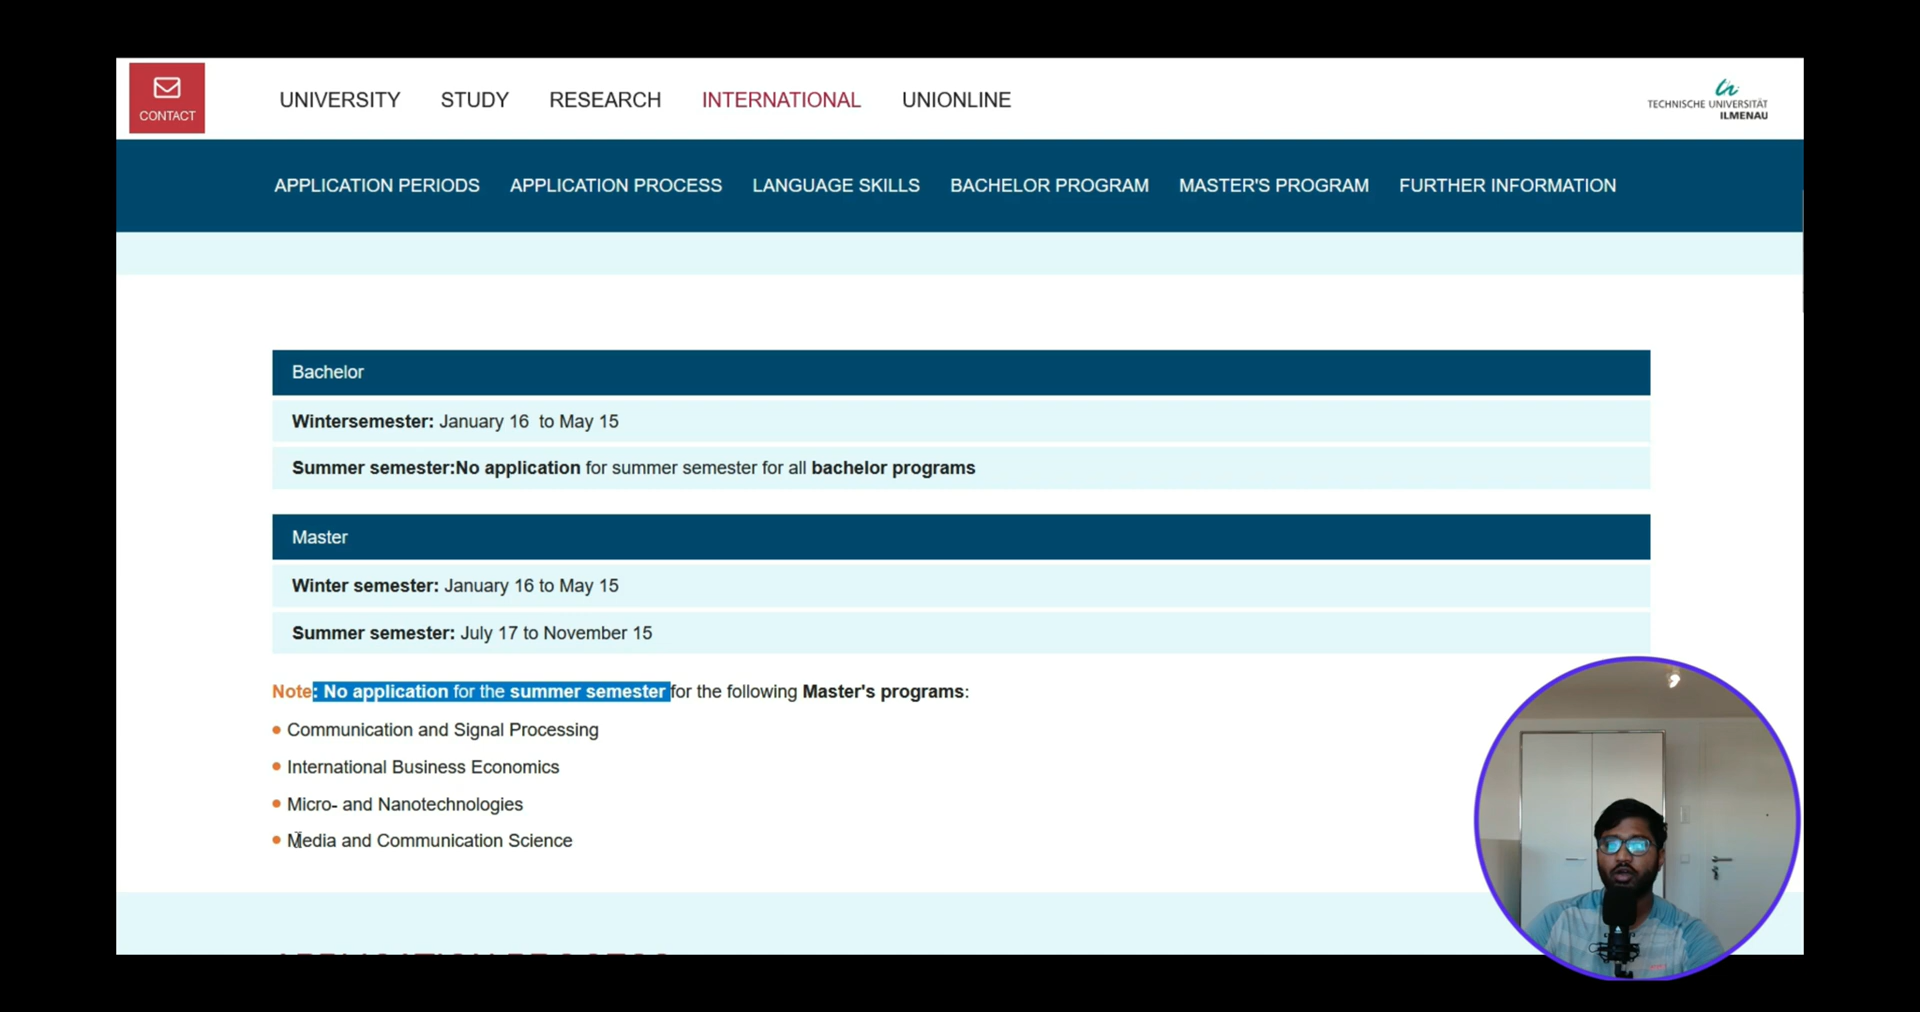 CONTACT
UNIVERSITY STUDY RESEARCH INTERNATIONAL UNIONLINE
TECHNISCHE UNIVERSITÄT
ILMENAU
APPLICATION PERIODS APPLICATION PROCESS LANGUAGE SKILLS BACHELOR PROGRAM MASTER'S PROGRAM FURTHER INFORMATION
Bachelor
Wintersemester: January 16 to May 15
Summer semester:No application for summer semester for all bachelor programs
Master
Winter semester: January 16 to May 15
Summer semester: July 17 to November 15
Note: No application for the summer semester for the following Master's programs:
Communication and Signal Processing
International Business Economics
Micro- and Nanotechnologies
Media and Communication Science